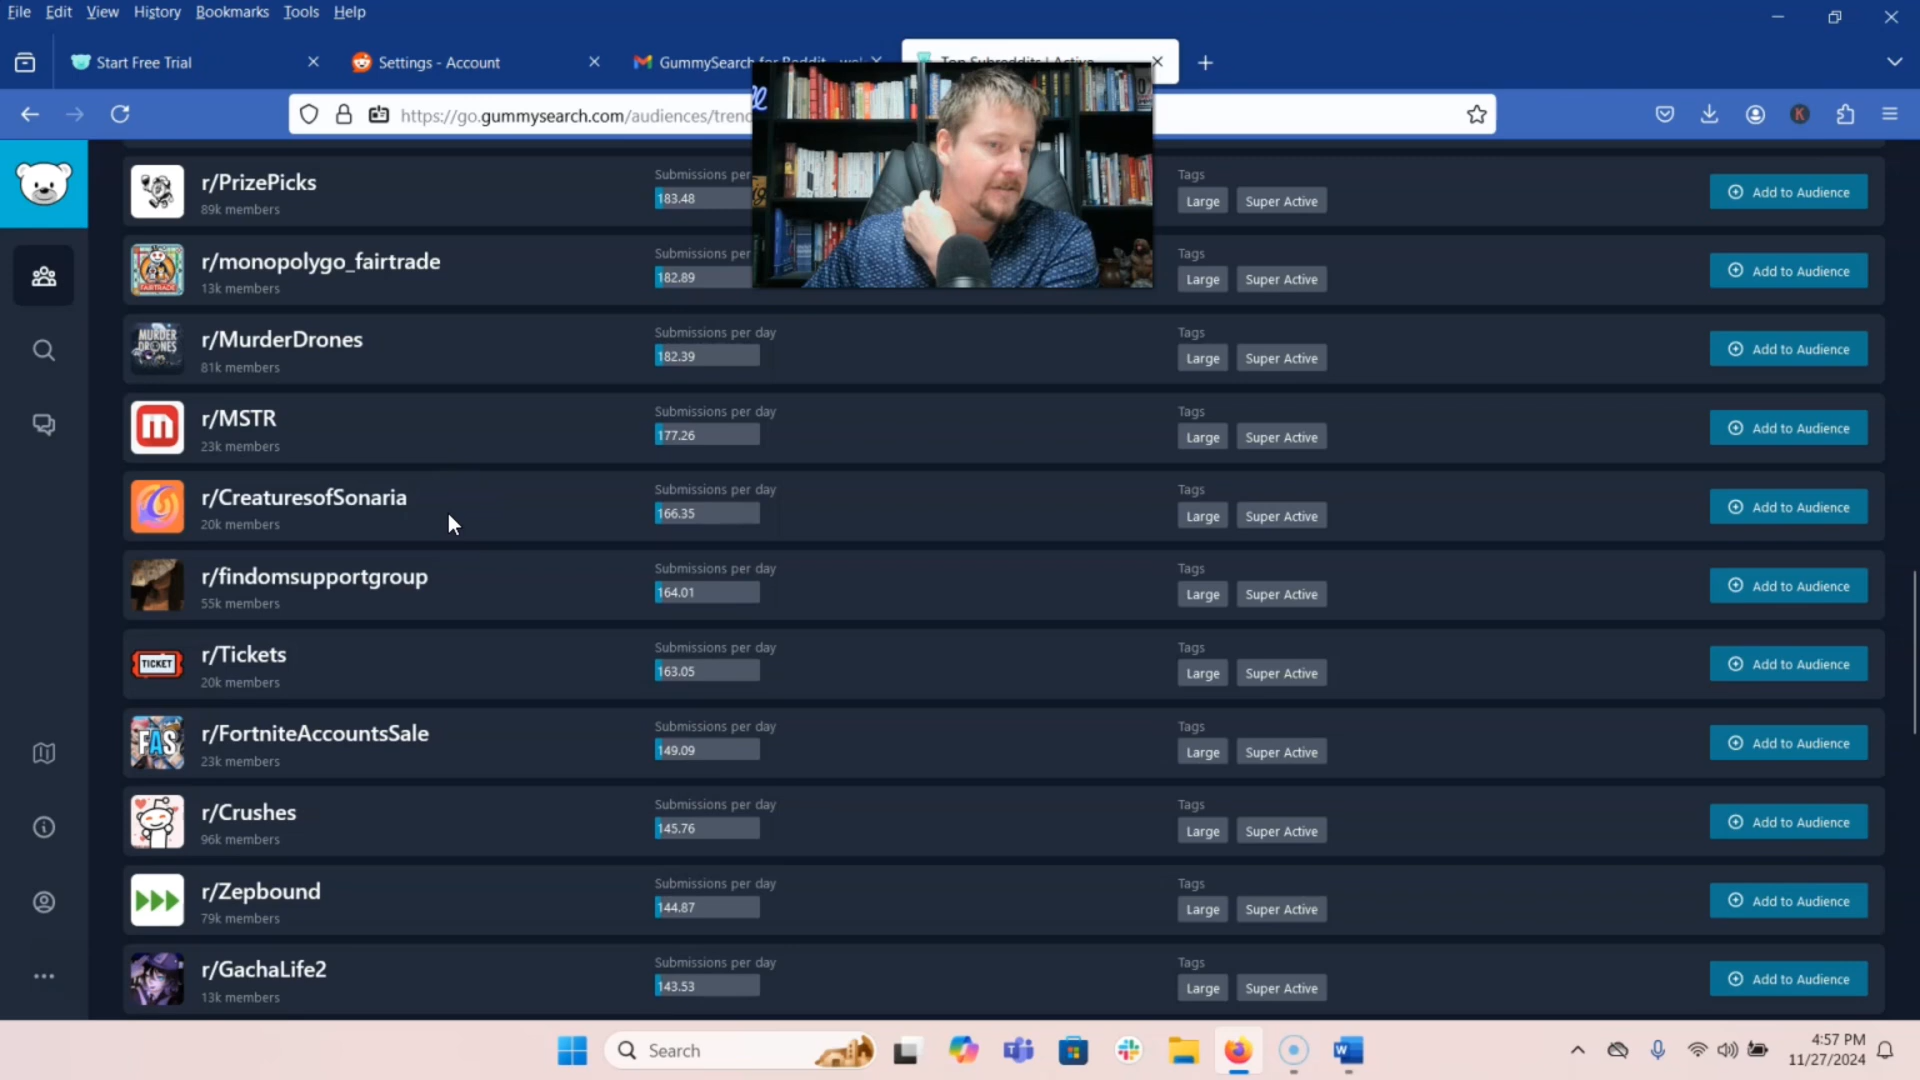 File Edit View History Bookmarks Tools Help
Start Free Trial
Settings - Account
GummySearch for Reddit
Top Subreddits | Active
https://go.gummysearch.com/audiences/trend
r/PrizePicks
89k members
Submissions per
183.48
Tags
Large Super Active
Add to Audience
r/monopolygo_fairtrade
13k members
Submissions per
182.89
Tags
Large Super Active
Add to Audience
MURDER
DRONES
r/MurderDrones
81k members
Submissions per day
182.39
Tags
Large Super Active
Add to Audience
r/MSTR
23k members
Submissions per day
177.26
Tags
Large Super Active
Add to Audience
r/CreaturesofSonaria
20k members
Submissions per day
166.35
Tags
Large Super Active
Add to Audience
r/findomsupportgroup
55k members
Submissions per day
164.01
Tags
Large Super Active
Add to Audience
TICKET
r/Tickets
20k members
Submissions per day
163.05
Tags
Large Super Active
Add to Audience
FAS
r/FortniteAccountsSale
23k members
Submissions per day
149.09
Tags
Large Super Active
Add to Audience
r/Crushes
96k members
Submissions per day
145.76
Tags
Large Super Active
Add to Audience
r/Zepbound
79k members
Submissions per day
144.87
Tags
Large Super Active
Add to Audience
r/GachaLife2
13k members
Submissions per day
143.53
Tags
Large Super Active
Add to Audience
Search
4:57 PM
11/27/2024